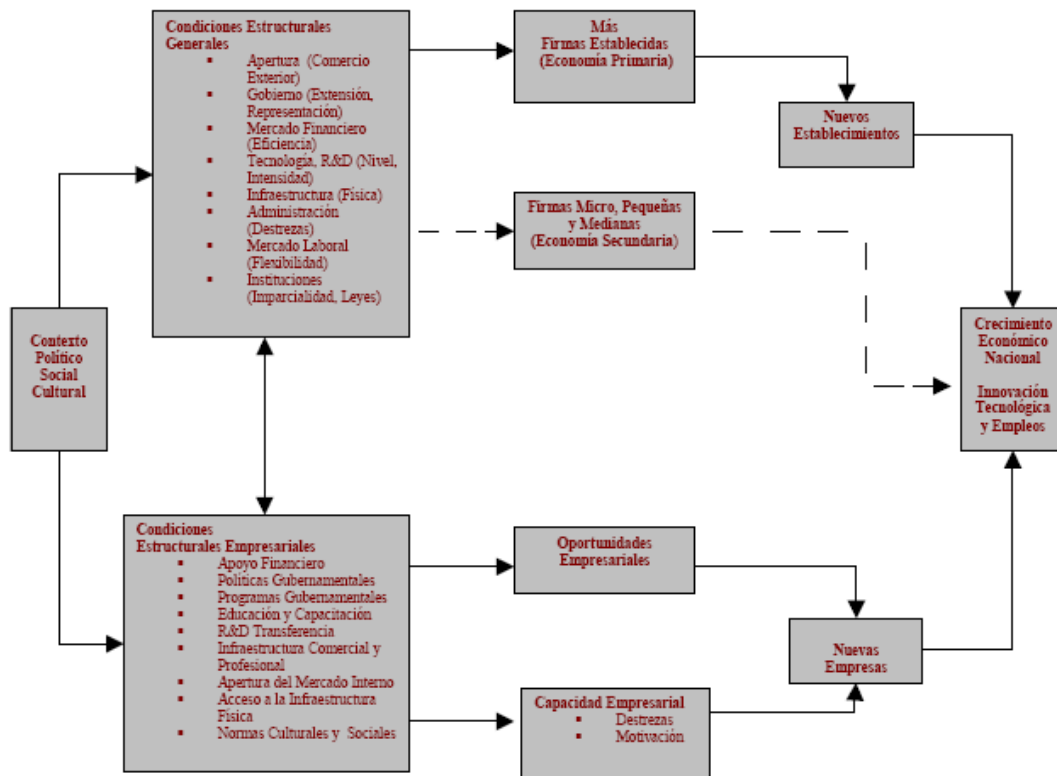 Condiciones Estructurales
Generales
▪ Apertura (Comercio
Exterior)
▪ Gobierno (Extensión,
Representación)
▪ Mercado Financiero
(Eficiencia)
▪ Tecnología, R&D (Nivel,
Intensidad)
▪ Infraestructura (Física)
▪ Administración
(Destrezas)
▪ Mercado Laboral
(Flexibilidad)
▪ Instituciones
(Imparcialidad, Leyes)
Más
Firmas Establecidas
(Economía Primaria)
Nuevos
Establecimientos
Firmas Micro, Pequeñas
y Medianas
(Economía Secundaria)
Contexto
Político
Social
Cultural
Crecimiento
Económico
Nacional
Innovación
Tecnológica
y Empleos
Condiciones
Estructurales Empresariales
▪ Apoyo Financiero
▪ Políticas Gubernamentales
▪ Programas Gubernamentales
▪ Educación y Capacitación
▪ R&D Transferencia
▪ Infraestructura Comercial y
Profesional
▪ Apertura del Mercado Interno
▪ Acceso a la Infraestructura
Física
▪ Normas Culturales y Sociales
Oportunidades
Empresariales
Nuevas
Empresas
Capacidad Empresarial
▪ Destrezas
▪ Motivación